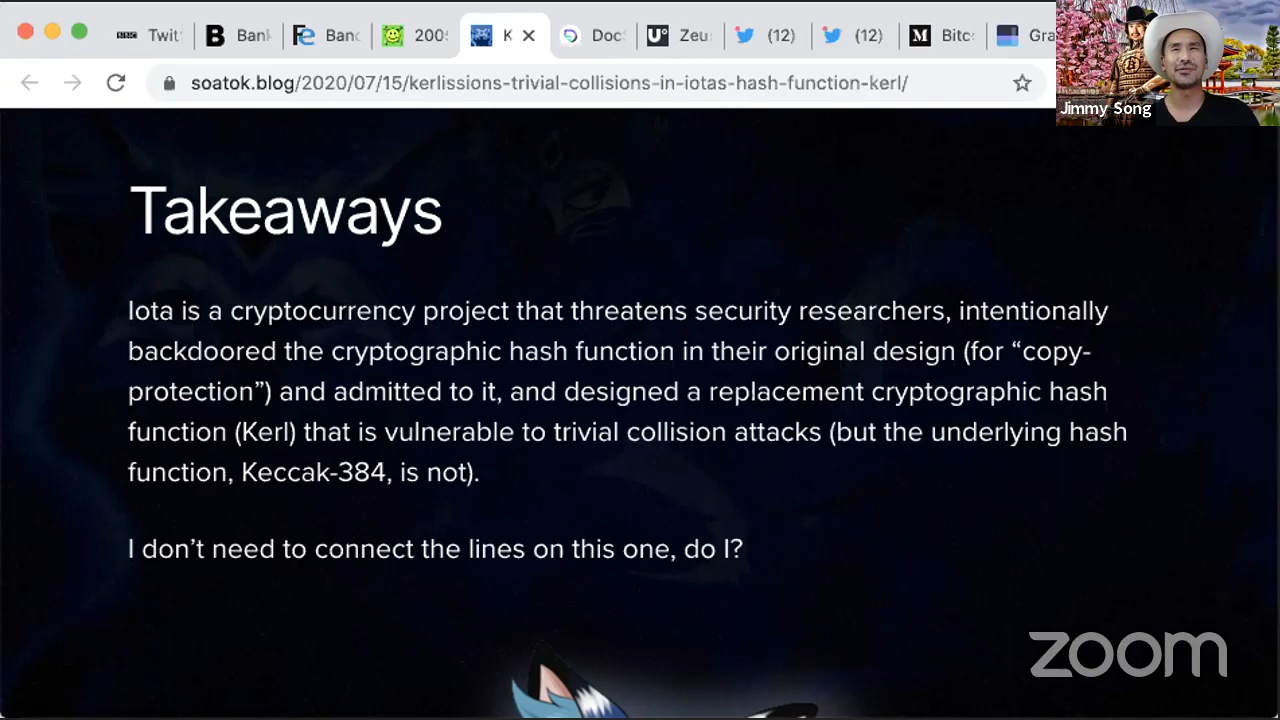 BBC Twit B Bank Banc 200 K Doc U° Zeu (12) (12) M Bitc Gra
soatok.blog/2020/07/15/kerlissions-trivial-collisions-in-iotas-hash-function-kerl/
Jimmy Song
Takeaways
Iota is a cryptocurrency project that threatens security researchers, intentionally
backdoored the cryptographic hash function in their original design (for “copy-
protection”) and admitted to it, and designed a replacement cryptographic hash
function (Kerl) that is vulnerable to trivial collision attacks (but the underlying hash
function, Keccak-384, is not).
I don’t need to connect the lines on this one, do I?
zoom